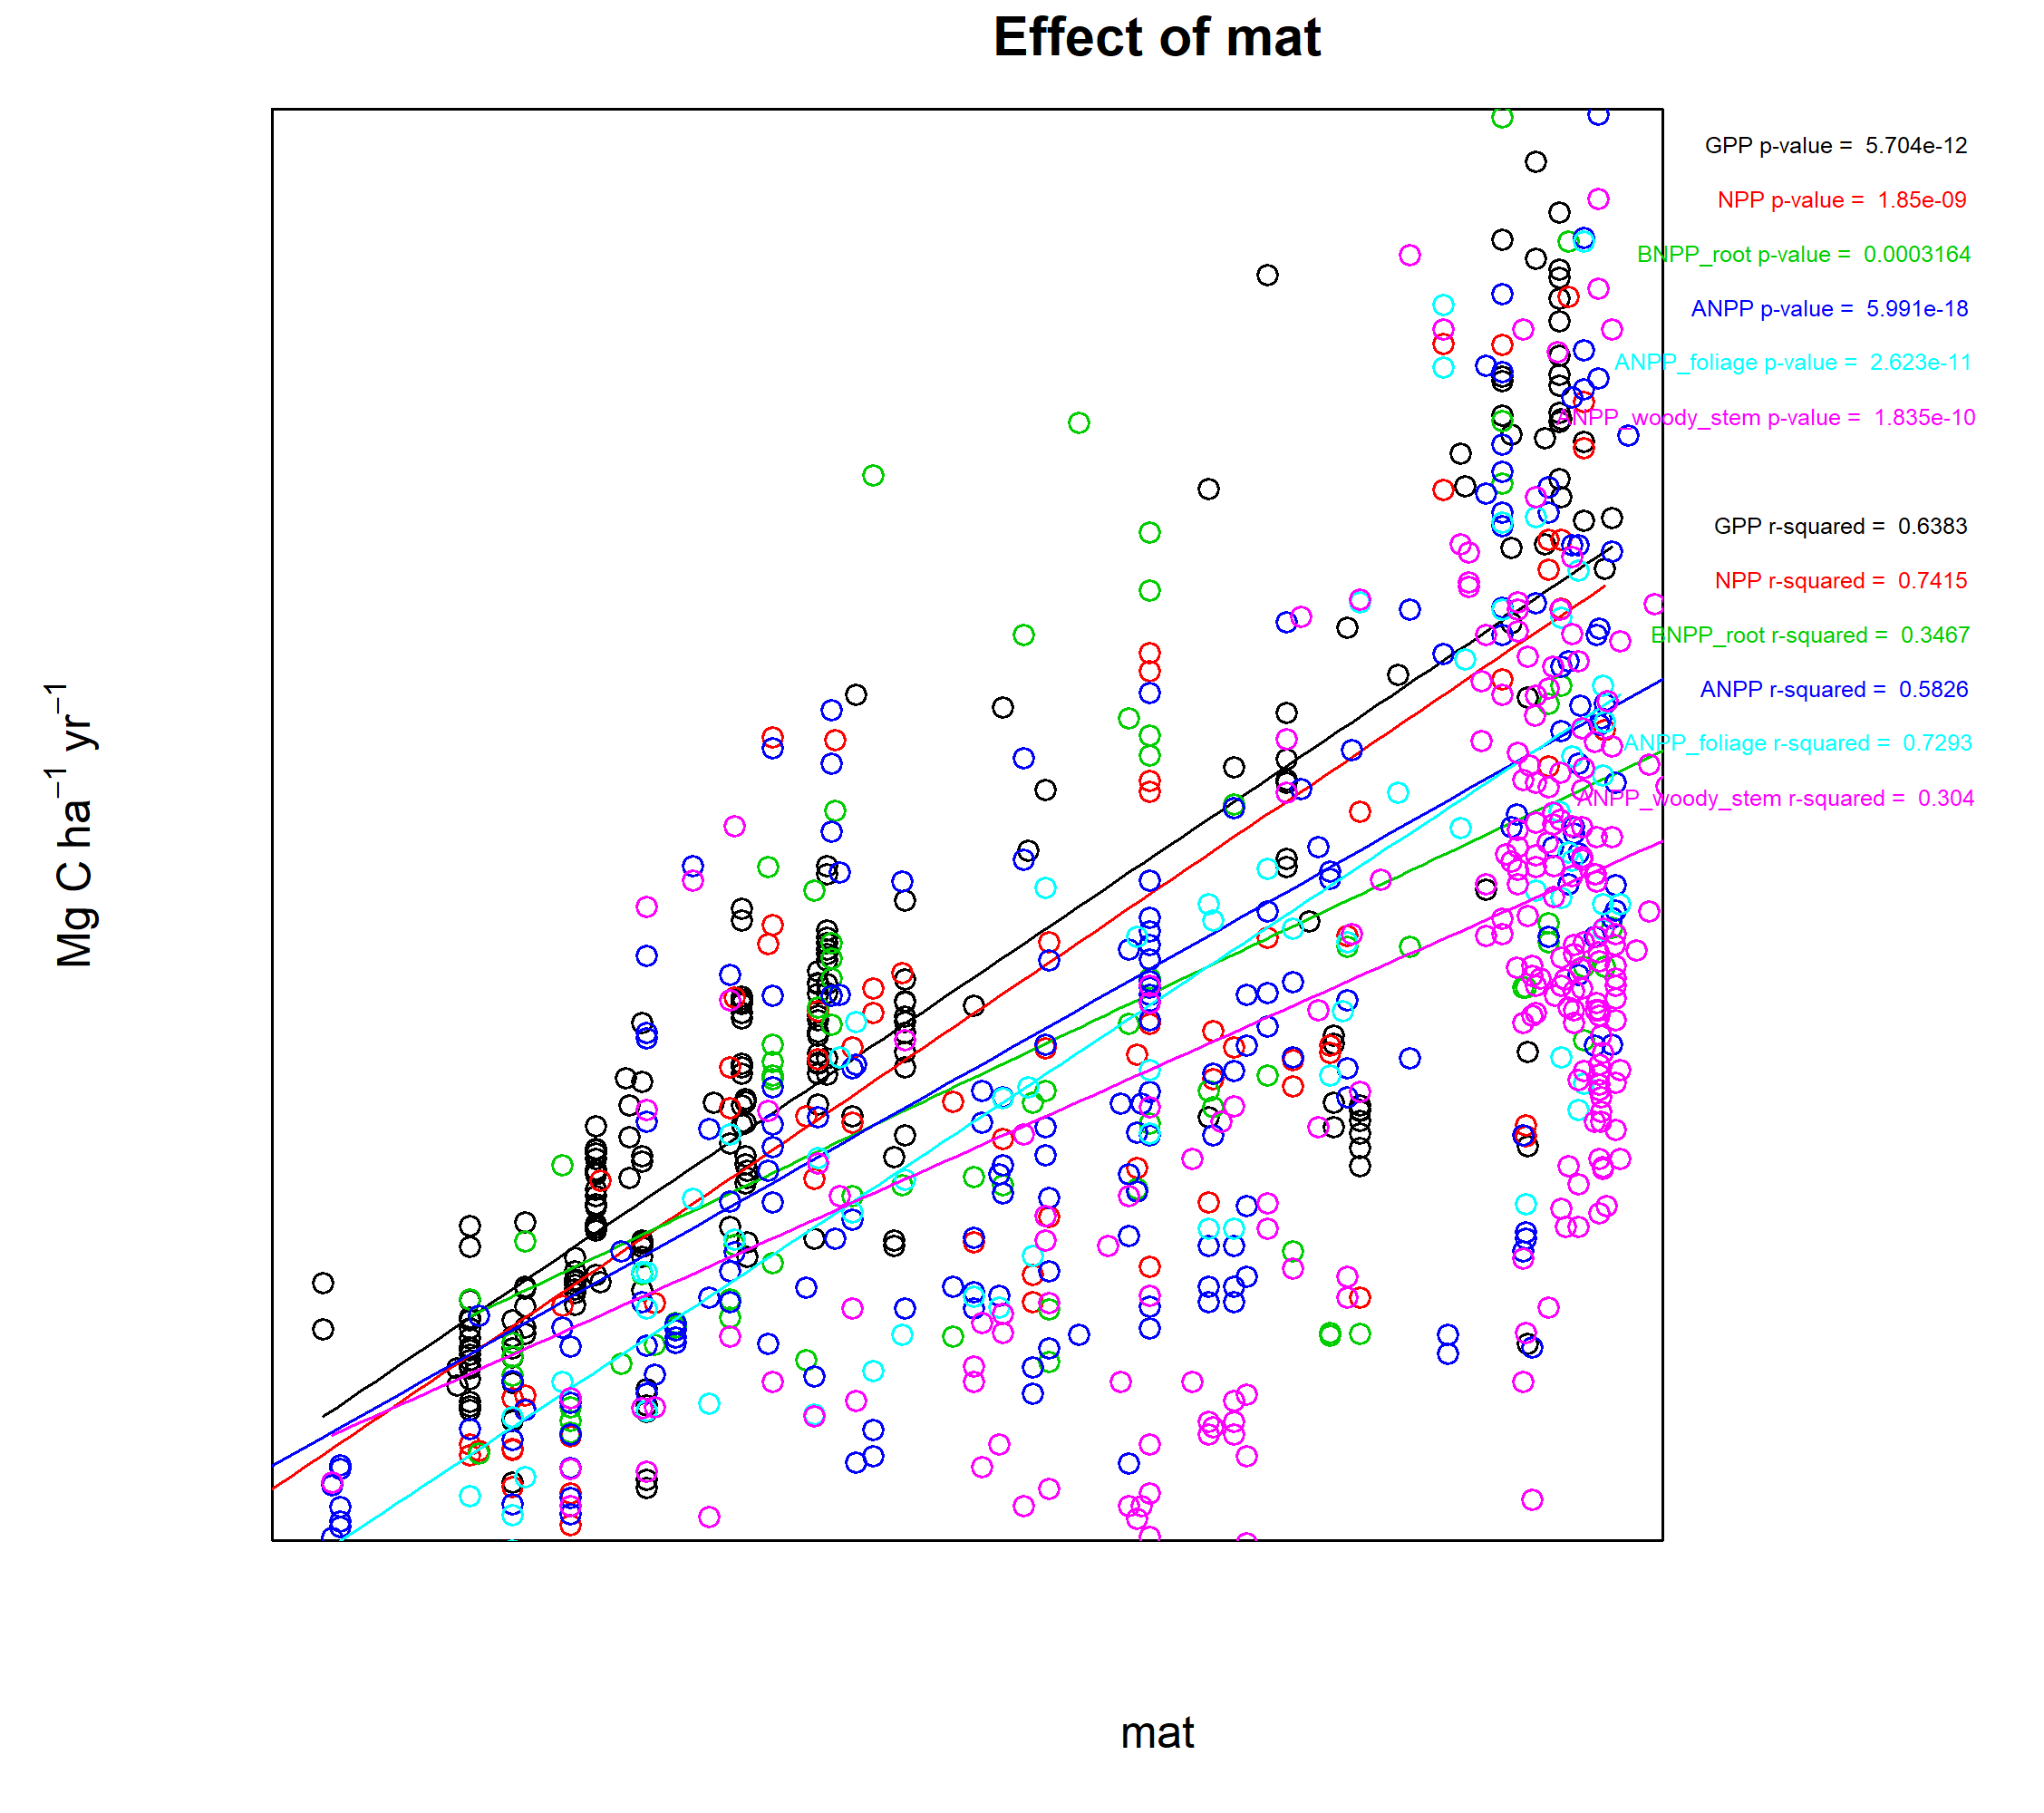 Effect of mat
GPP p-value = 5.704e-12
NPP p-value = 1.85e-09
BNPP_root p-value = 0.0003164
ANPP p-value = 5.991e-18
ANPP_foliage p-value = 2.623e-11
ANPP_woody_stem p-value = 1.835e-10
GPP r-squared = 0.6383
NPP r-squared = 0.7415
BNPP_root r-squared = 0.3467
ANPP r-squared = 0.5826
ANPP_foliage r-squared = 0.7293
ANPP_woody_stem r-squared = 0.304
Mg C ha⁻¹ yr⁻¹
mat